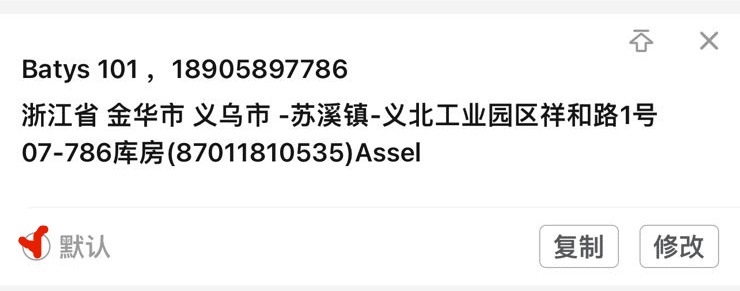 Batys 101 ，18905897786
浙江省 金华市 义乌市 -苏溪镇-义北工业园区祥和路1号
07-786库房(87011810535)Assel
默认
复制 修改